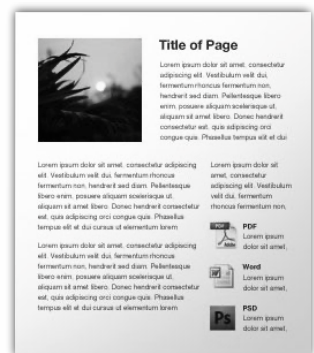 Title of Page
Lorem ipsum dolor sit amet, consectetur
adipiscing elit. Vestibulum velit dui,
fermentum rhoncus fermentum non,
hendrerit sed diam. Pellentesque libero
enim, posuere aliquam scelerisque ut,
aliquam sit amet libero. Donec hendrerit
consectetur est, quis adipiscing orci
congue quis. Phasellus tempus elit et dui
Lorem ipsum dolor sit amet, consectetur adipiscing
elit. Vestibulum velit dui, fermentum rhoncus
fermentum non, hendrerit sed diam. Pellentesque
libero enim, posuere aliquam scelerisque ut,
aliquam sit amet libero. Donec hendrerit consectetur
est, quis adipiscing orci congue quis. Phasellus
tempus elit et dui cursus ut elementum lorem
Lorem ipsum dolor sit amet, consectetur adipiscing
elit. Vestibulum velit dui, fermentum rhoncus
fermentum non, hendrerit sed diam. Pellentesque
libero enim, posuere aliquam scelerisque ut,
aliquam sit amet libero. Donec hendrerit consectetur
est, quis adipiscing orci congue quis. Phasellus
tempus elit et dui cursus ut elementum lorem
Lorem ipsum dolor sit
amet, consectetur
adipiscing elit. Vestibulum
velit dui, fermentum
rhoncus fermentum non,
PDF
PDF
Lorem ipsum
dolor sit amet,
W
Word
Lorem ipsum
dolor sit amet,
Ps
PSD
Lorem ipsum
dolor sit amet,